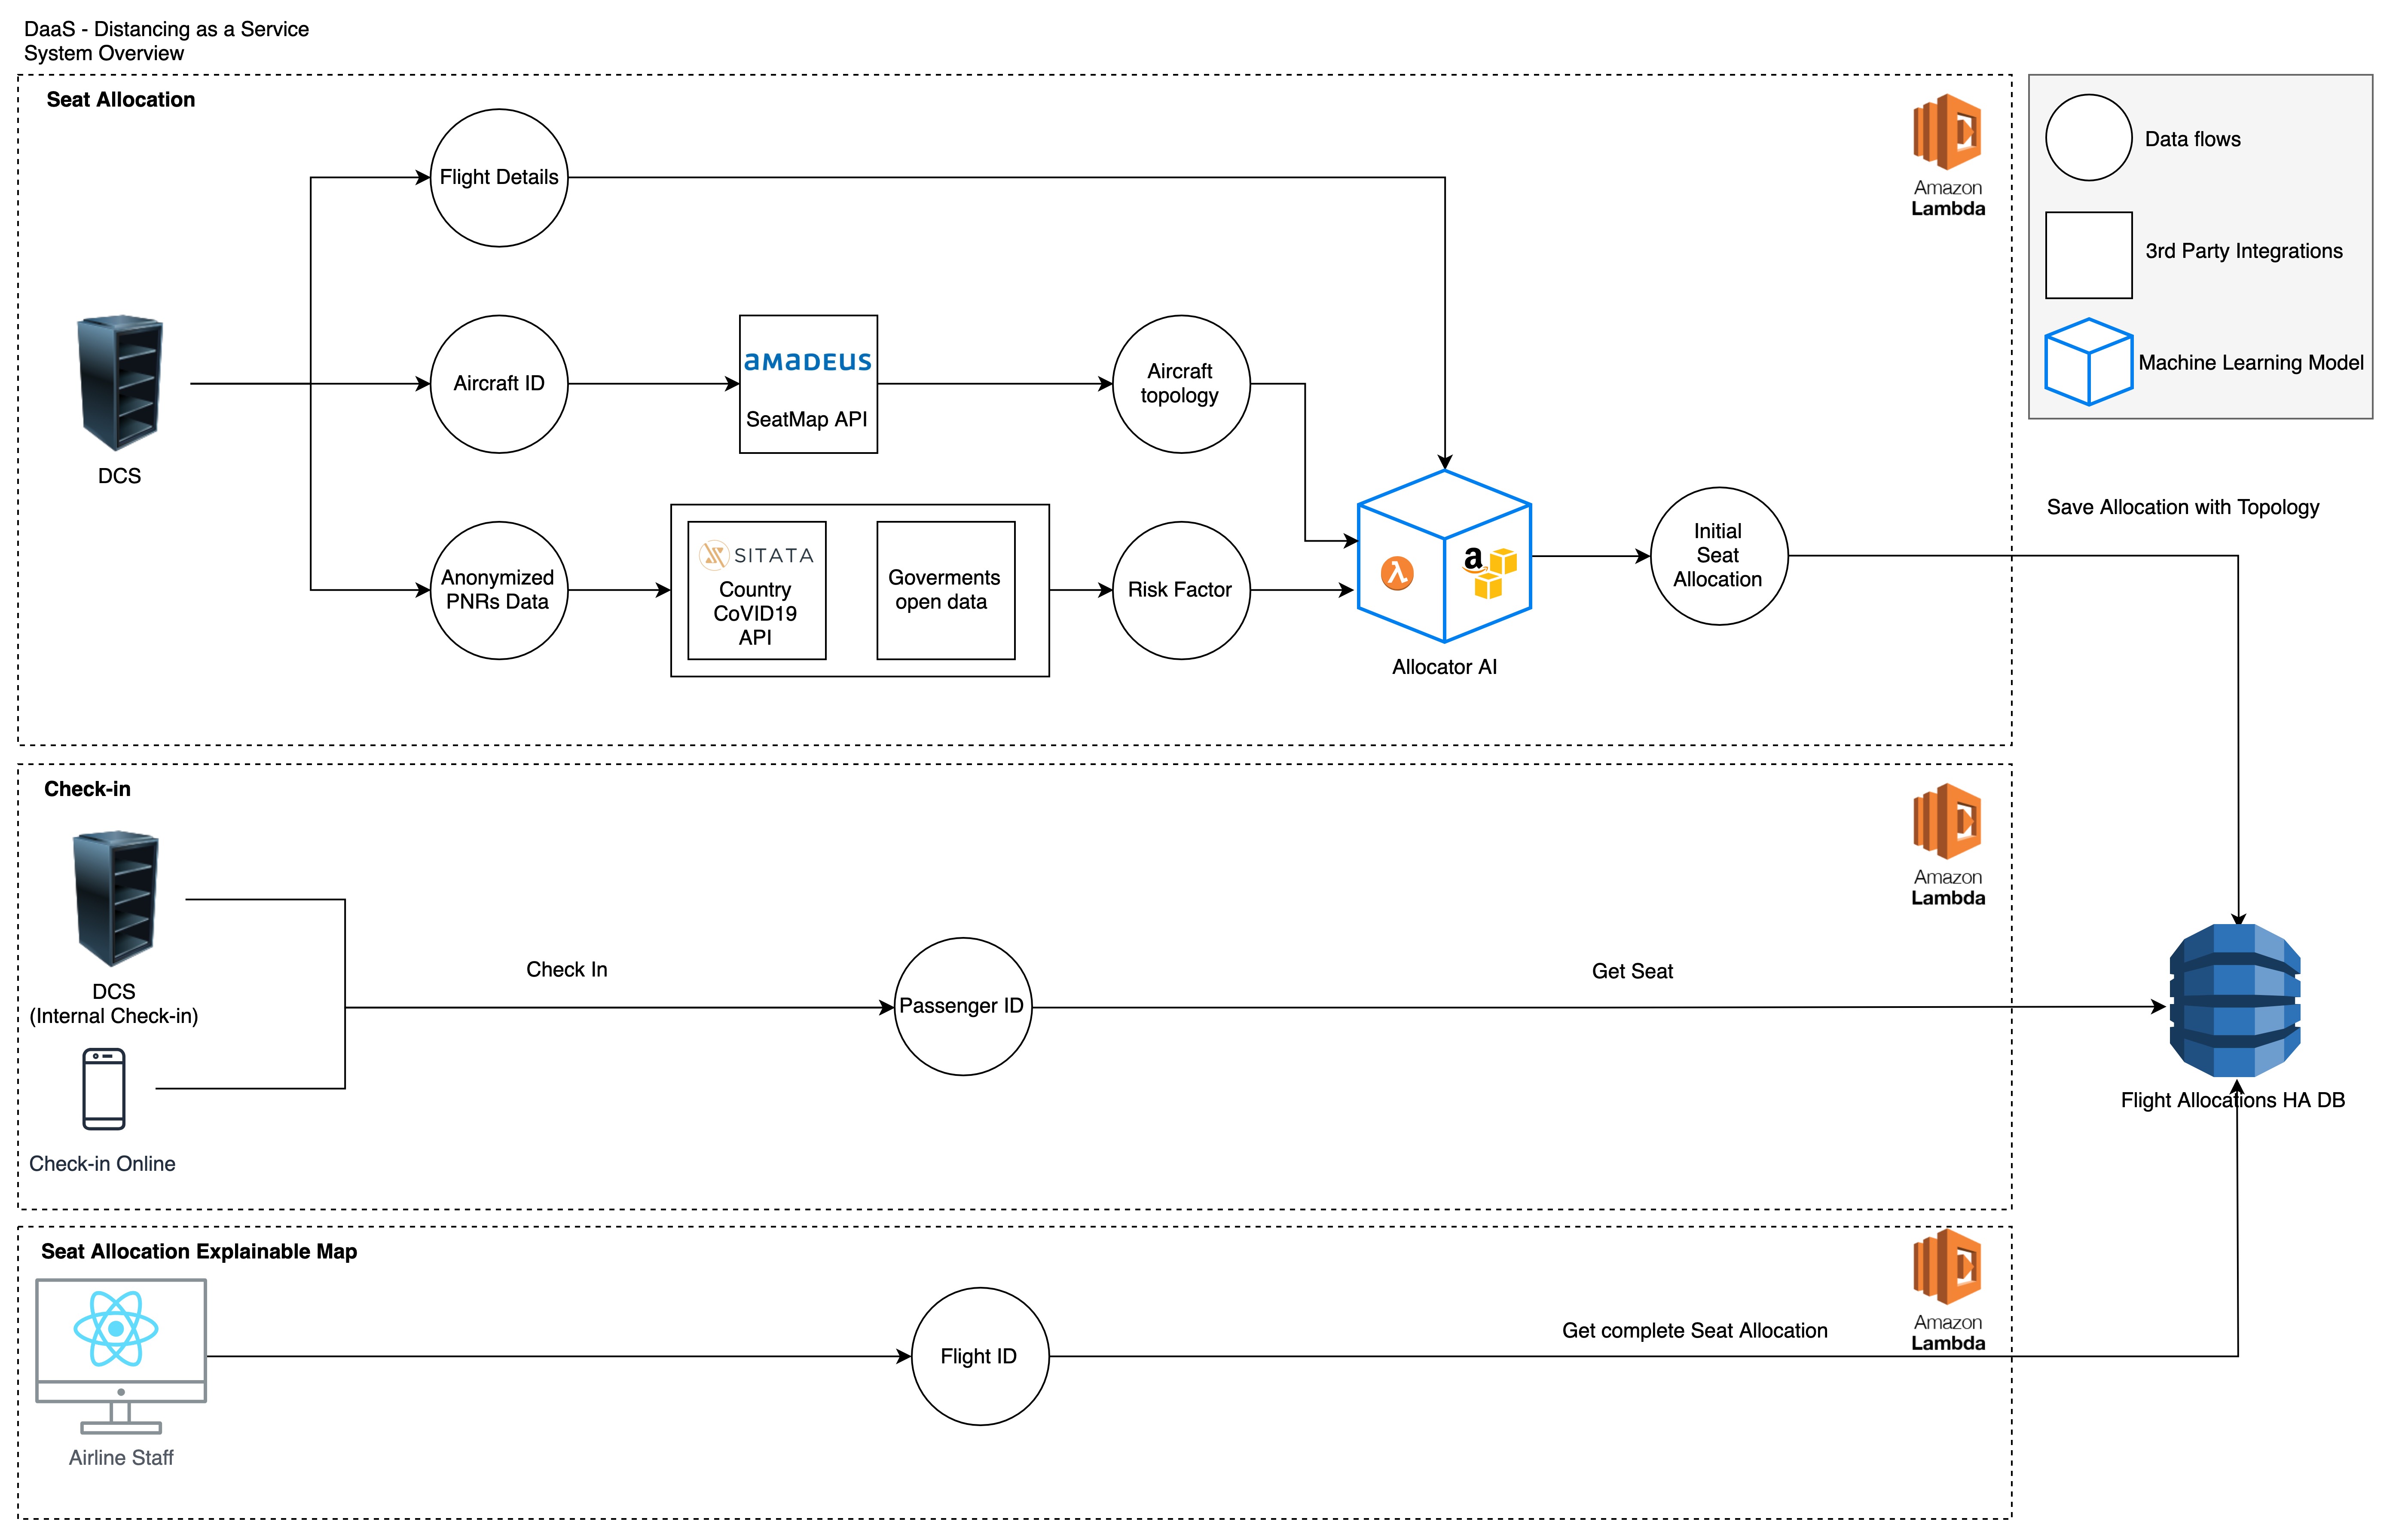 DaaS - Distancing as a Service
System Overview
Seat Allocation
Amazon
Lambda
Flight Details
DCS
Aircraft ID
amadeus
SeatMap API
Aircraft
topology
Anonymized
PNRs Data
SITATA
Country
CoVID19
API
Goverments
open data
Risk Factor
a
λ
Allocator AI
Initial
Seat
Allocation
Data flows
3rd Party Integrations
Machine Learning Model
Save Allocation with Topology
Check-in
Amazon
Lambda
DCS
(Internal Check-in)
Check-in Online
Check In
Passenger ID
Get Seat
Flight Allocations HA DB
Seat Allocation Explainable Map
Amazon
Lambda
Airline Staff
Flight ID
Get complete Seat Allocation